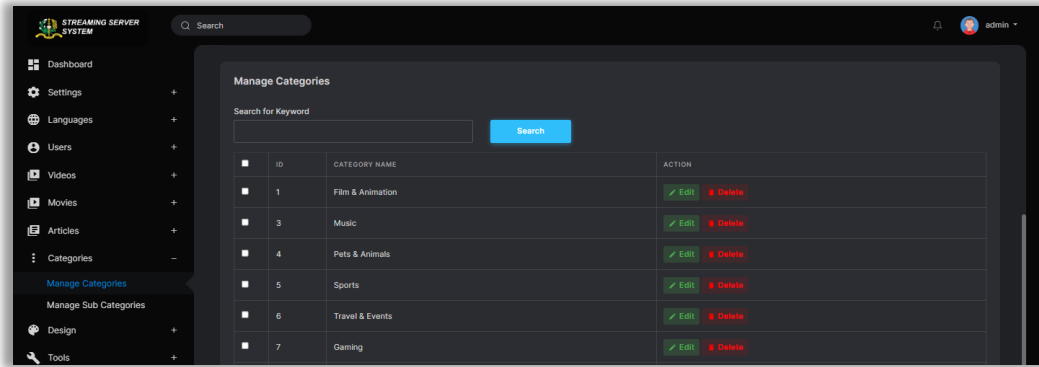 STREAMING SERVER
SYSTEM
Search
admin
Dashboard
Settings +
Languages +
Users +
Videos +
Movies +
Articles +
Categories –
Manage Categories
Manage Sub Categories
Design +
Tools +
Manage Categories
Search for Keyword
Search
ID CATEGORY NAME ACTION
1 Film & Animation Edit Delete
3 Music Edit Delete
4 Pets & Animals Edit Delete
5 Sports Edit Delete
6 Travel & Events Edit Delete
7 Gaming Edit Delete